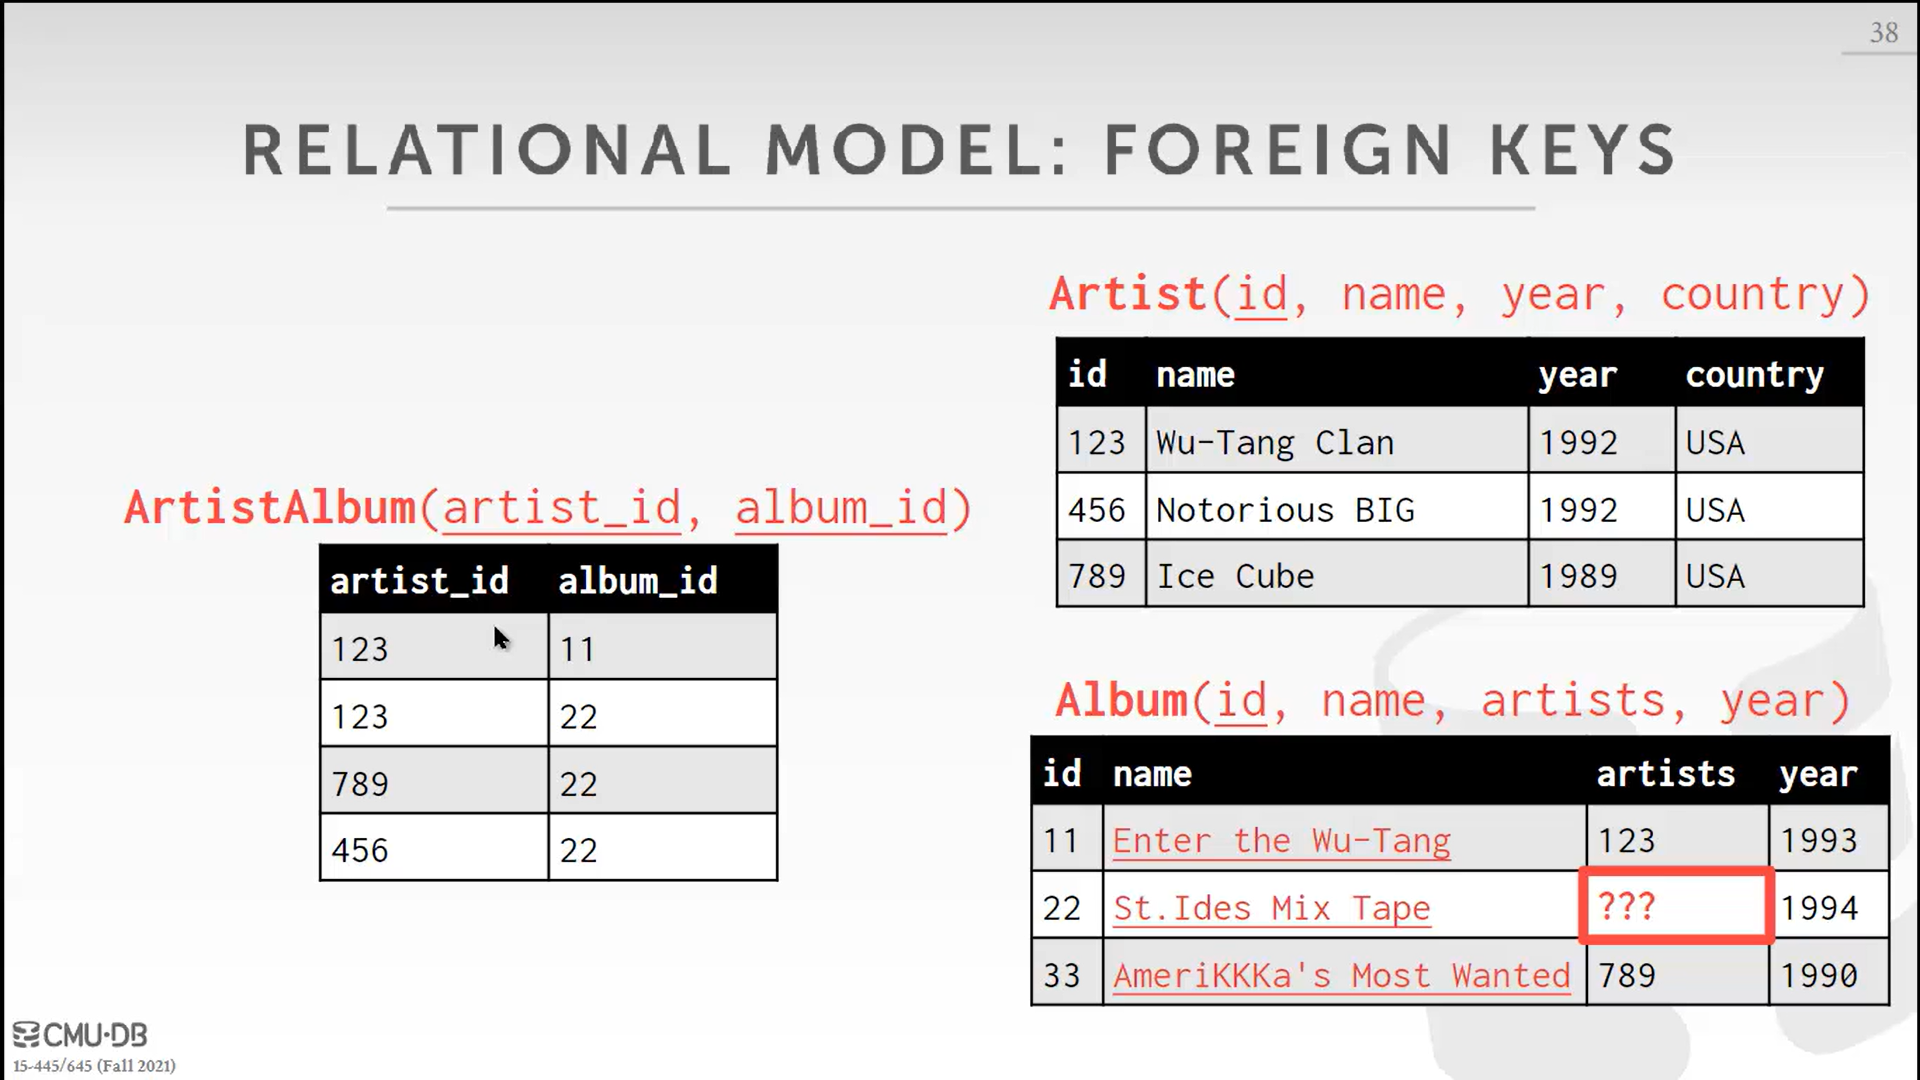 38
RELATIONAL MODEL: FOREIGN KEYS
ArtistAlbum(artist_id, album_id)
artist_id album_id
123 11
123 22
789 22
456 22
Artist(id, name, year, country)
id name year country
123 Wu-Tang Clan 1992 USA
456 Notorious BIG 1992 USA
789 Ice Cube 1989 USA
Album(id, name, artists, year)
id name artists year
11 Enter the Wu-Tang 123 1993
22 St.Ides Mix Tape ??? 1994
33 AmeriKKKa's Most Wanted 789 1990
CMU·DB
15-445/645 (Fall 2021)